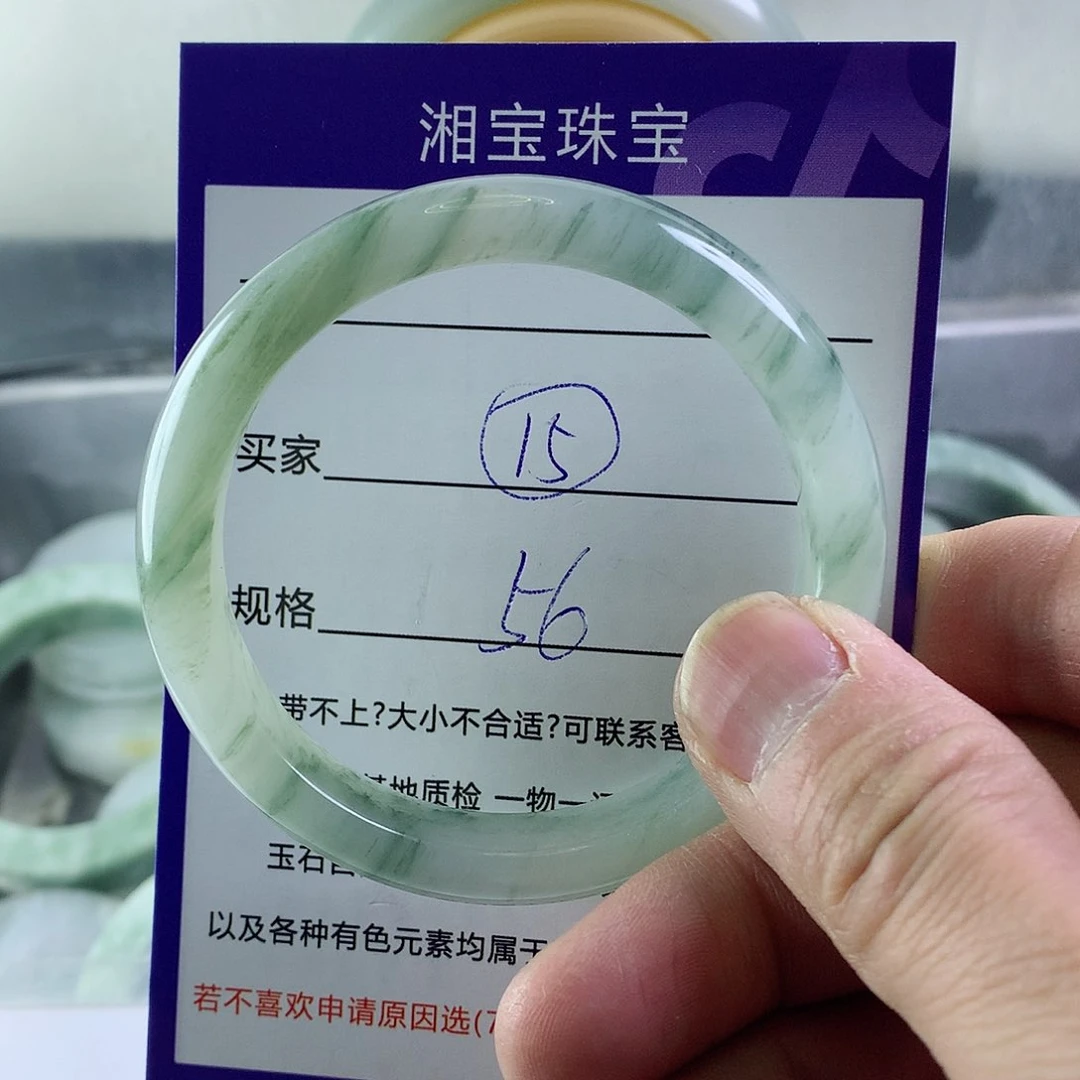 湘宝珠宝
买家 15
规格 56
带不上?大小不合适?可联系客
地质检 一物一
玉石
以及各种有色元素均属于
若不喜欢申请原因选(7